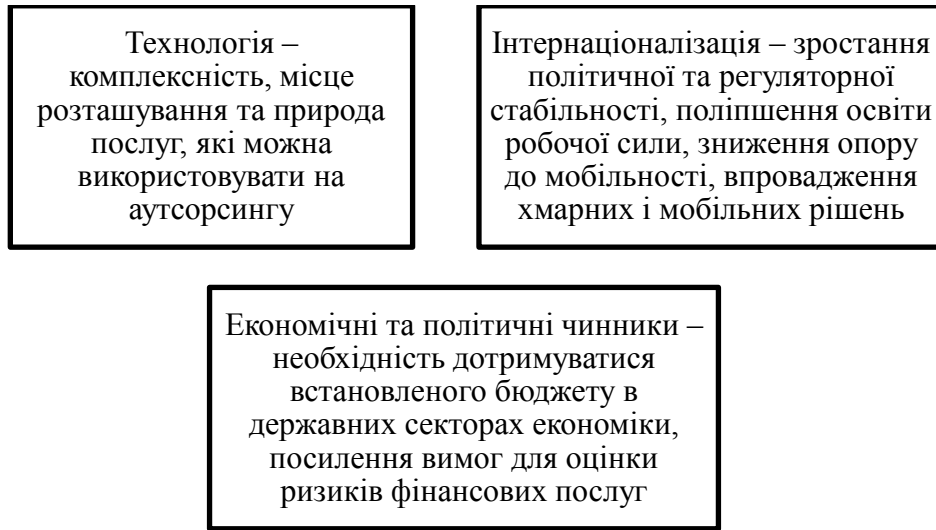 Технологія –
комплексність, місце
розташування та природа
послуг, які можна
використовувати на
аутсорсингу
Інтернаціоналізація – зростання
політичної та регуляторної
стабільності, поліпшення освіти
робочої сили, зниження опору
до мобільності, впровадження
хмарних і мобільних рішень
Економічні та політичні чинники –
необхідність дотримуватися
встановленого бюджету в
державних секторах економіки,
посилення вимог для оцінки
ризиків фінансових послуг